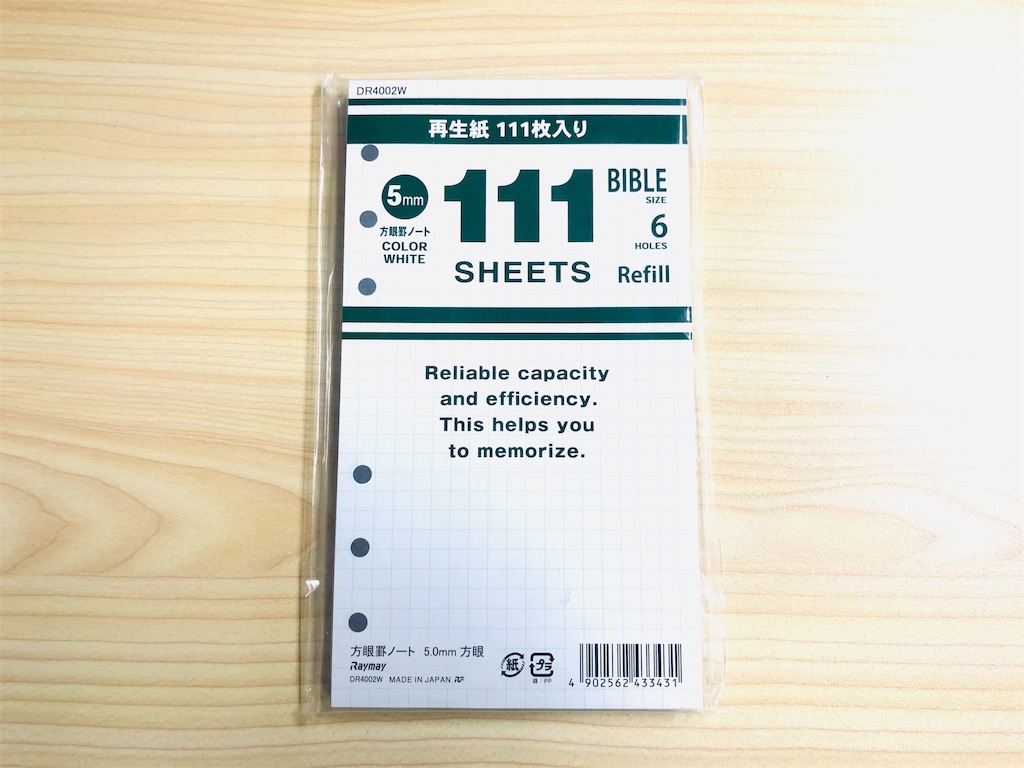 DR4002W
再生紙 111枚入り
5mm
方眼罫ノート
COLOR
WHITE
111
SHEETS
BIBLE
SIZE
6
HOLES
Refill
Reliable capacity
and efficiency.
This helps you
to memorize.
方眼罫ノート 5.0mm 方眼
Raymay
DR4002W MADE IN JAPAN
紙
プラ
袋:PP
4 902562 433431